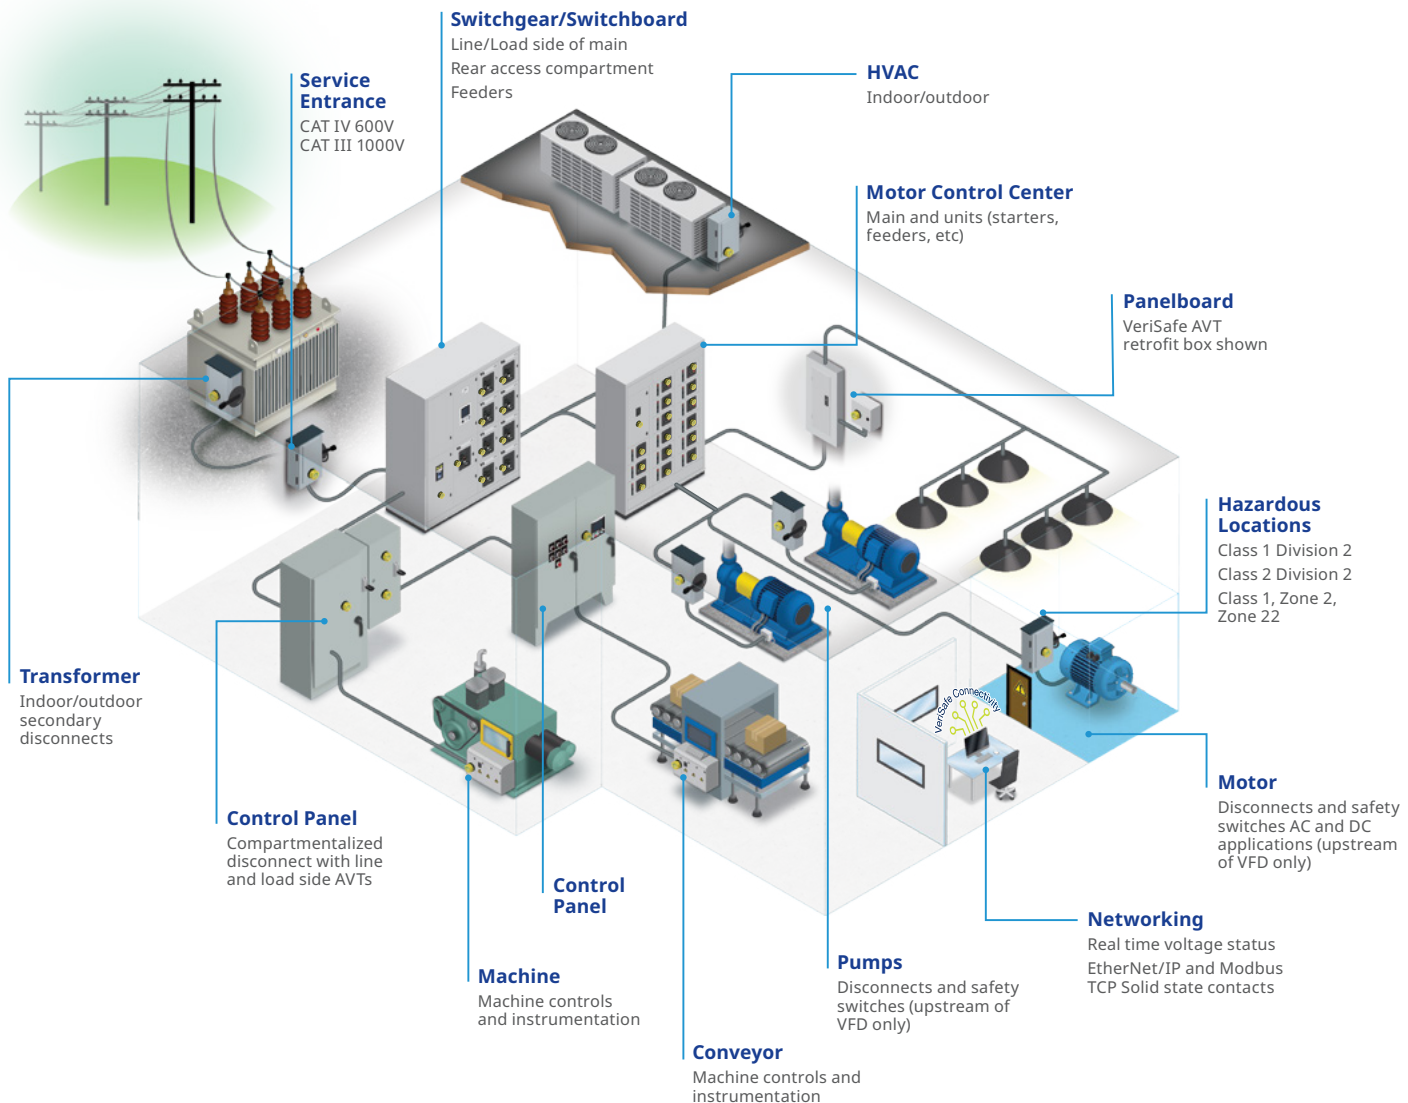 Switchgear/Switchboard
Line/Load side of main
Rear access compartment
Feeders
Service
Entrance
CAT IV 600V
CAT III 1000V
HVAC
Indoor/outdoor
Motor Control Center
Main and units (starters,
feeders, etc)
Panelboard
VeriSafe AVT
retrofit box shown
Hazardous
Locations
Class 1 Division 2
Class 2 Division 2
Class 1, Zone 2,
Zone 22
Transformer
Indoor/outdoor
secondary
disconnects
VeriSafe Connectivity
Motor
Disconnects and safety
switches AC and DC
applications (upstream
of VFD only)
Control Panel
Compartmentalized
disconnect with line
and load side AVTs
Control
Panel
Networking
Real time voltage status
EtherNet/IP and Modbus
TCP Solid state contacts
Machine
Machine controls
and instrumentation
Pumps
Disconnects and safety
switches (upstream of
VFD only)
Conveyor
Machine controls and
instrumentation